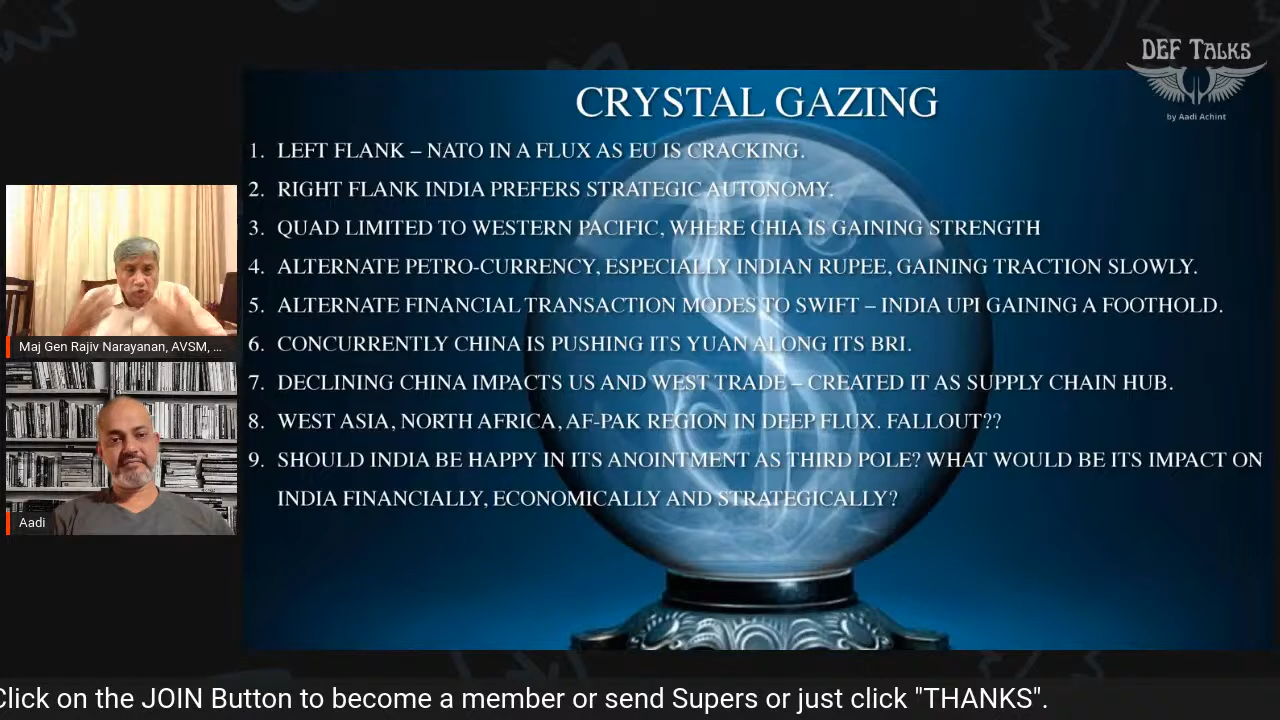 DEF TALKS
by Aadi Achint
CRYSTAL GAZING
1. LEFT FLANK – NATO IN A FLUX AS EU IS CRACKING.
2. RIGHT FLANK INDIA PREFERS STRATEGIC AUTONOMY.
3. QUAD LIMITED TO WESTERN PACIFIC, WHERE CHIA IS GAINING STRENGTH
4. ALTERNATE PETRO-CURRENCY, ESPECIALLY INDIAN RUPEE, GAINING TRACTION SLOWLY.
5. ALTERNATE FINANCIAL TRANSACTION MODES TO SWIFT – INDIA UPI GAINING A FOOTHOLD.
6. CONCURRENTLY CHINA IS PUSHING ITS YUAN ALONG ITS BRI.
7. DECLINING CHINA IMPACTS US AND WEST TRADE – CREATED IT AS SUPPLY CHAIN HUB.
8. WEST ASIA, NORTH AFRICA, AF-PAK REGION IN DEEP FLUX. FALLOUT??
9. SHOULD INDIA BE HAPPY IN ITS ANOINTMENT AS THIRD POLE? WHAT WOULD BE ITS IMPACT ON
INDIA FINANCIALLY, ECONOMICALLY AND STRATEGICALLY?
Maj Gen Rajiv Narayanan, AVSM, ...
Aadi
Click on the JOIN Button to become a member or send Supers or just click "THANKS".